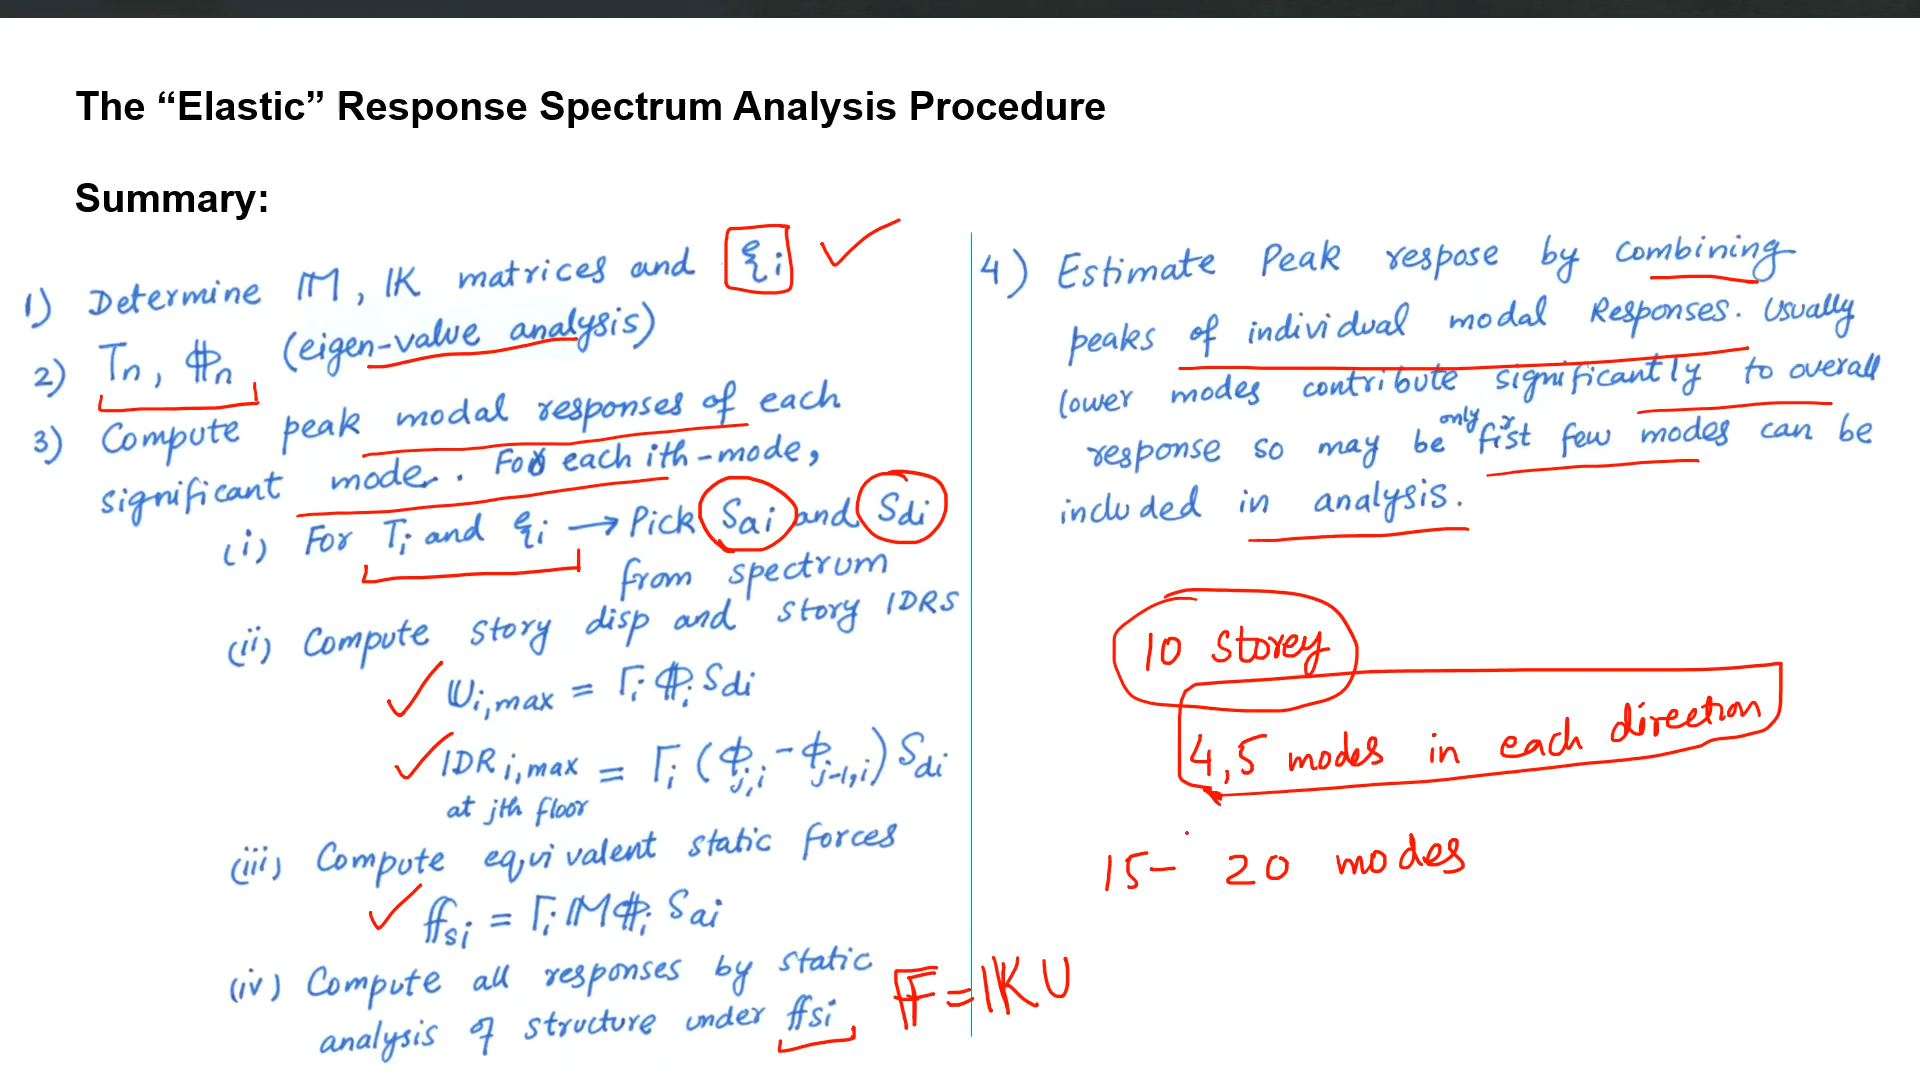 The “Elastic” Response Spectrum Analysis Procedure
Summary:
1) Determine M, K matrices and ξi
2) Tn, Φn (eigen-value analysis)
3) Compute peak modal responses of each
significant mode. For each ith-mode,
(i) For Ti and ξi → Pick Sai and Sdi
from spectrum
(ii) Compute story disp and story IDRS
Ui,max = Γi Φi Sdi
IDRi,max = Γi (ϕj,i - ϕj-1,i) Sdi
at jth floor
(iii) Compute equivalent static forces
fsi = Γi M Φi Sai
(iv) Compute all responses by static
analysis of structure under fsi
F = K U
4) Estimate Peak respose by combining
peaks of individual modal Responses. Usually
lower modes contribute significantly to overall
response so may be only first few modes can be
included in analysis.
10 Storey
4,5 modes in each direction
15- 20 modes